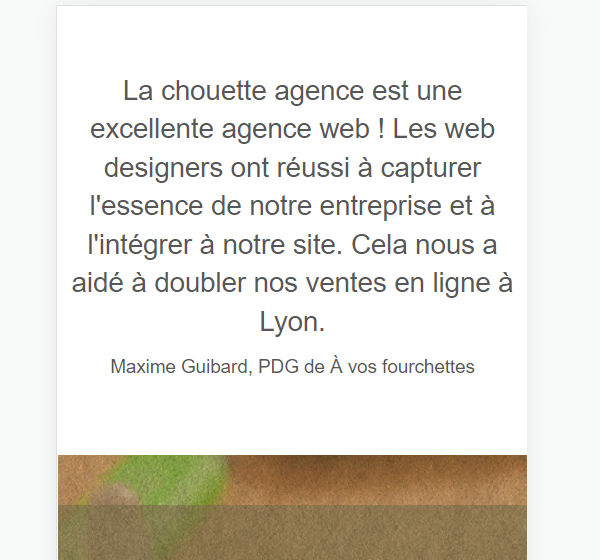 La chouette agence est une
excellente agence web ! Les web
designers ont réussi à capturer
l'essence de notre entreprise et à
l'intégrer à notre site. Cela nous a
aidé à doubler nos ventes en ligne à
Lyon.
Maxime Guibard, PDG de À vos fourchettes